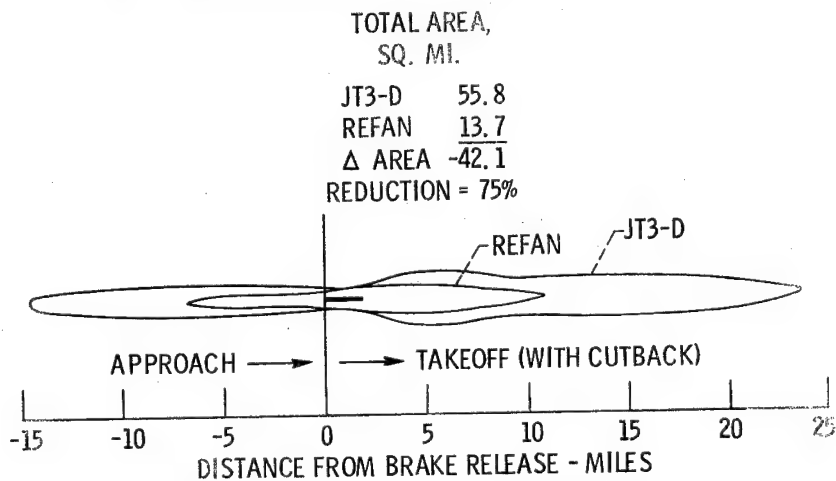 TOTAL AREA,
SQ. MI.
JT3-D 55.8
REFAN 13.7
Δ AREA -42.1
REDUCTION = 75%
REFAN
JT3-D
APPROACH
TAKEOFF (WITH CUTBACK)
-15 -10 -5 0 5 10 15 20 25
DISTANCE FROM BRAKE RELEASE - MILES